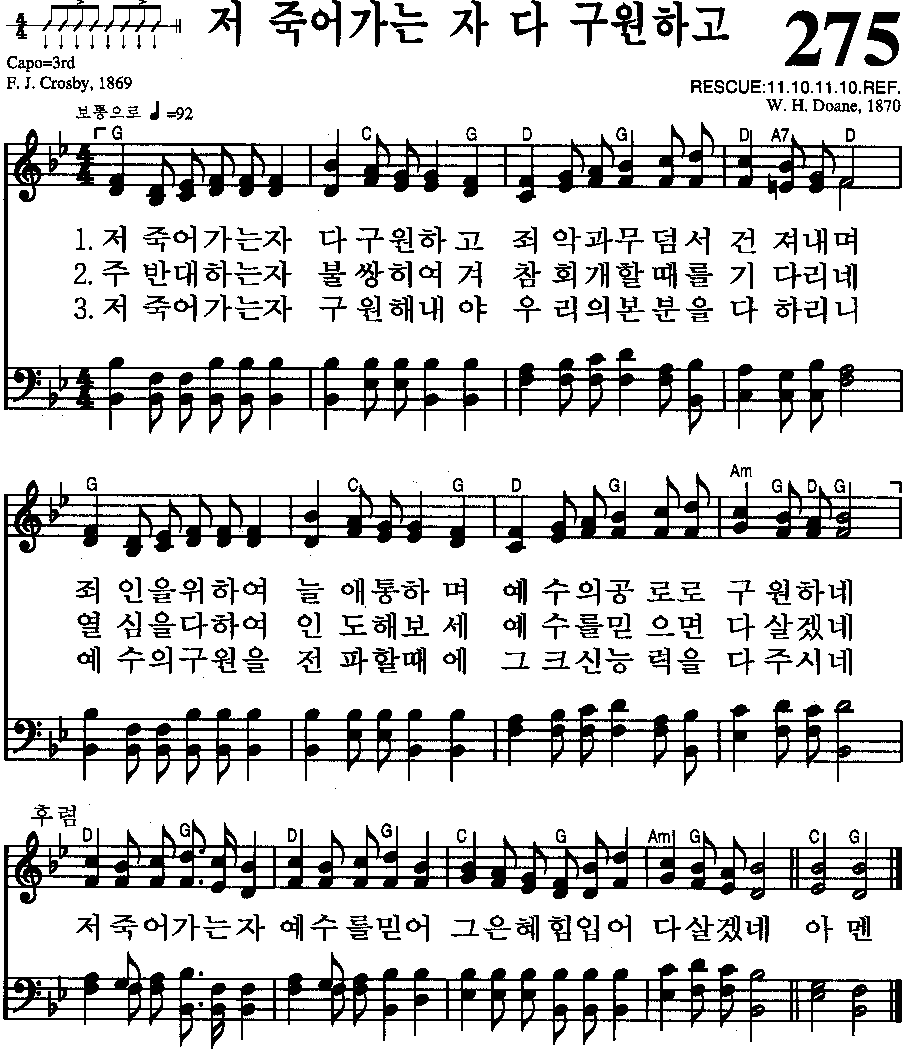 저 죽어가는 자 다 구원하고 275
Capo=3rd
F. J. Crosby, 1869
RESCUE:11.10.11.10.REF.
W. H. Doane, 1870
보통으로 ♩=92
G C G D G D A7 D
1. 저 죽어가는자 다구원하고 죄악과무덤서 건져내며
2. 주 반대하는자 불쌍히여겨 참회개할때를 기다리네
3. 저 죽어가는자 구원해내야 우리의본분을 다하리니
G C G D G Am G D G
죄인을위하여 늘애통하며 예수의공로로 구원하네
열심을다하여 인도해보세 예수를믿으면 다살겠네
예수의구원을 전파할때에 그크신능력을 다주시네
후렴
D G D G C G G Am G C G
저죽어가는자 예수를믿어 그은혜힘입어 다살겠네 아멘